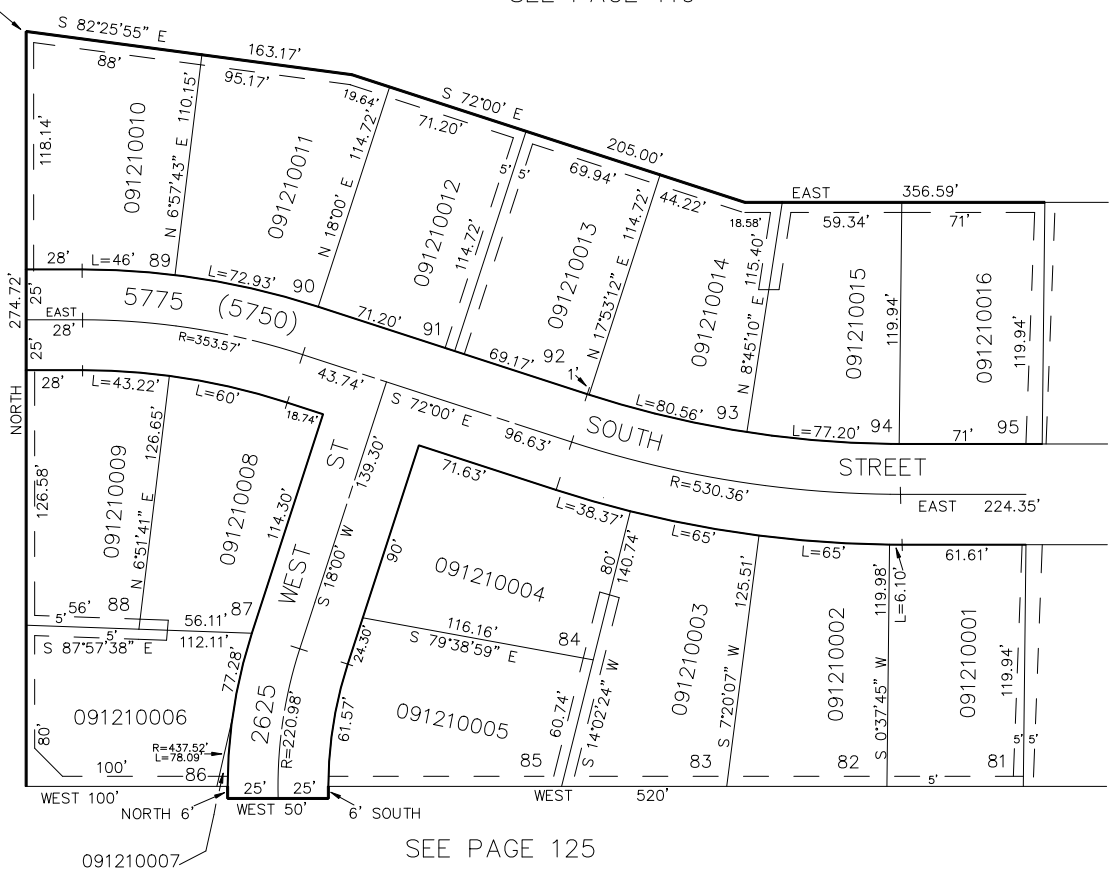 S 82°25'55" E
163.17'
88'
95.17'
19.64'
S 72°00' E
71.20'
205.00'
69.94'
44.22'
EAST
356.59'
18.58'
59.34'
71'
118.14'
091210010
N 6°57'43" E 110.15'
091210011
N 18°00' E 114.72'
091210012
114.72'
5' 5'
091210013
N 17°53'12" E 114.72'
091210014
N 8°45'10" E 115.40'
091210015
119.94'
091210016
119.94'
28'
L=46'
89
L=72.93'
90
71.20'
91
69.17'
92
1'
L=80.56'
93
L=77.20'
94
71'
95
274.72'
NORTH
25'
25'
EAST
28'
5775 (5750)
R=353.57'
43.74'
S 72°00' E
96.63'
SOUTH
STREET
R=530.36'
EAST 224.35'
28'
L=43.22'
L=60'
18.74'
126.58'
091210009
N 6°51'41" E 126.65'
091210008
114.30'
2625 WEST ST
S 18°00' W 139.30'
R=220.98'
71.63'
L=38.37'
L=65'
L=65'
L=6.10'
61.61'
90'
091210004
80'
140.74'
116.16'
S 79°38'59" E
84
24.30'
61.57'
091210005
60.74'
S 14°02'24" W
85
091210003
125.51'
S 7°20'07" W
83
091210002
119.98'
S 0°37'45" W
82
091210001
119.94'
5' 5'
81
5'
56'
88
5'
5'
56.11'
87
112.11'
S 87°57'38" E
77.28'
091210006
80'
100'
R=437.52'
L=78.09'
86
WEST 100'
NORTH 6'
25'
25'
WEST 50'
6' SOUTH
WEST 520'
091210007
SEE PAGE 125